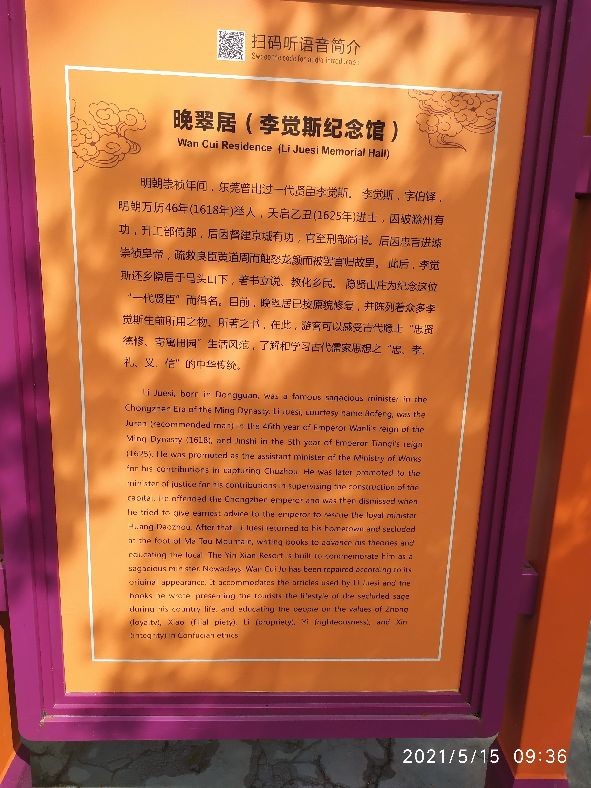 扫码听语音简介
晚翠居（李觉斯纪念馆）
Wan Cui Residence (Li Juesi Memorial Hall)
明朝崇祯年间，东莞曾出过一代贤臣李觉斯。李觉斯，字伯铎，
明朝万历46年(1618年)举人，天启乙丑(1625年)进士，因破滁州有
功，升工部侍郎，后因督建京城有功，官至刑部尚书。后因忠言进谏
崇祯皇帝，疏救良臣黄道周而触怒龙颜而被罢官归故里。此后，李觉
斯还乡隐居于马头山下，著书立说、教化乡民。隐贤山庄为纪念这位
“一代贤臣”而得名。目前，晚翠居已按原貌修复，并陈列着众多李
觉斯生前所用之物、所著之书，在此，游客可以感受古代隐士“忠贤
德修、寄寓田园”生活风范，了解和学习古代儒家思想之“忠、孝、
礼、义、信”的中华传统。
Li Juesi, born in Dongguan, was a famous sagacious minister in the
Chongzhen Era of the Ming Dynasty. Li Juesi, courtesy name Bofeng, was the
Juren (recommended man) in the 46th year of Emperor Wanli's reign of the
Ming Dynasty (1618), and Jinshi in the 5th year of Emperor Tianqi's reign
(1625). He was promoted as the assistant minister of the Ministry of Works
for his contributions in capturing Chuzhou. He was later promoted to the
minister of justice for his contributions in supervising the construction of the
capital. He offended the Chongzhen emperor and was then dismissed when
he tried to give earnest advice to the emperor to rescue the loyal minister
Huang Daozhou. After that, Li Juesi returned to his hometown and secluded
at the foot of Ma Tou Mountain, writing books to advance his theories and
educating the local. The Yin Xian Resort is built to commemorate him as a
sagacious minister. Nowadays, Wan Cui Ju has been repaired according to its
original appearance. It accommodates the articles used by Li Juesi and the
books he wrote, presenting the tourists the lifestyle of the secluded sage
during his country life, and educating the people on the values of Zhong
(loyalty), Xiao (filial piety), Li (propriety), Yi (righteousness), and Xin
(integrity) in Confucian ethics.
2021/5/15 09:36